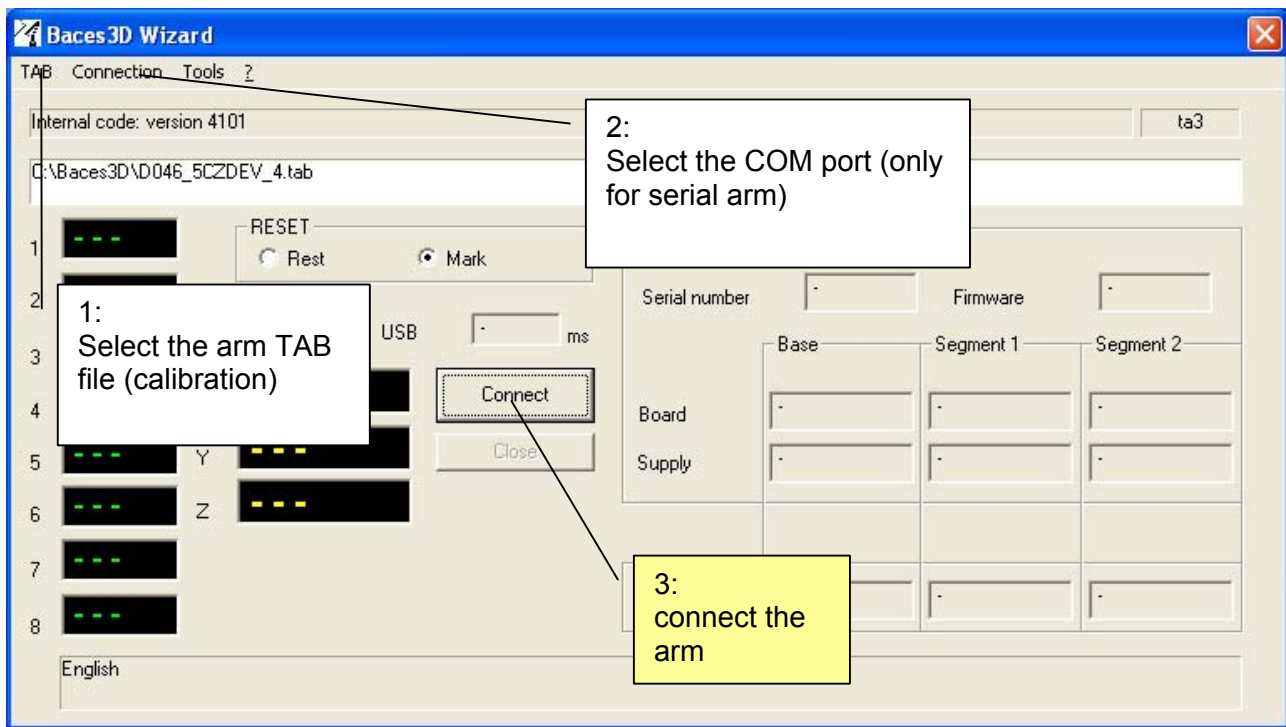 Baces3D Wizard
TAB Connection Tools ?
Internal code: version 4101
ta3
C:\Baces3D\D046_5CZDEV_4.tab
2:
Select the COM port (only
for serial arm)
RESET
Rest Mark
1 ---
2
3
4
5 ---
6 ---
7 ---
8 ---
1:
Select the arm TAB
file (calibration)
USB - ms
Connect
Close
Y ---
Z ---
Serial number - Firmware -
Base Segment 1 Segment 2
Board - - -
Supply - - -
- -
3:
connect the
arm
English